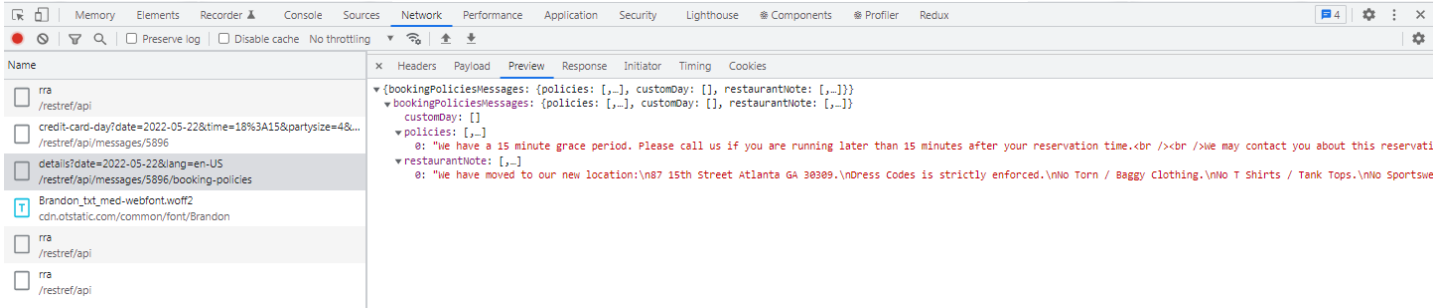 Memory Elements Recorder Console Sources Network Performance Application Security Lighthouse ⚛ Components ⚛ Profiler Redux 4
Preserve log Disable cache No throttling
Name
× Headers Payload Preview Response Initiator Timing Cookies
rra
/restref/api
credit-card-day?date=2022-05-22&time=18%3A15&partysize=4&...
/restref/api/messages/5896
details?date=2022-05-22&lang=en-US
/restref/api/messages/5896/booking-policies
T Brandon_txt_med-webfont.woff2
cdn.otstatic.com/common/font/Brandon
rra
/restref/api
rra
/restref/api
▼{bookingPoliciesMessages: {policies: [,…], customDay: [], restaurantNote: [,…]}}
▼bookingPoliciesMessages: {policies: [,…], customDay: [], restaurantNote: [,…]}
customDay: []
▼policies: [,…]
0: "We have a 15 minute grace period. Please call us if you are running later than 15 minutes after your reservation time.<br /><br />We may contact you about this reservati
▼restaurantNote: [,…]
0: "We have moved to our new location:\n87 15th Street Atlanta GA 30309.\nDress Codes is strictly enforced.\nNo Torn / Baggy Clothing.\nNo T Shirts / Tank Tops.\nNo Sportswe